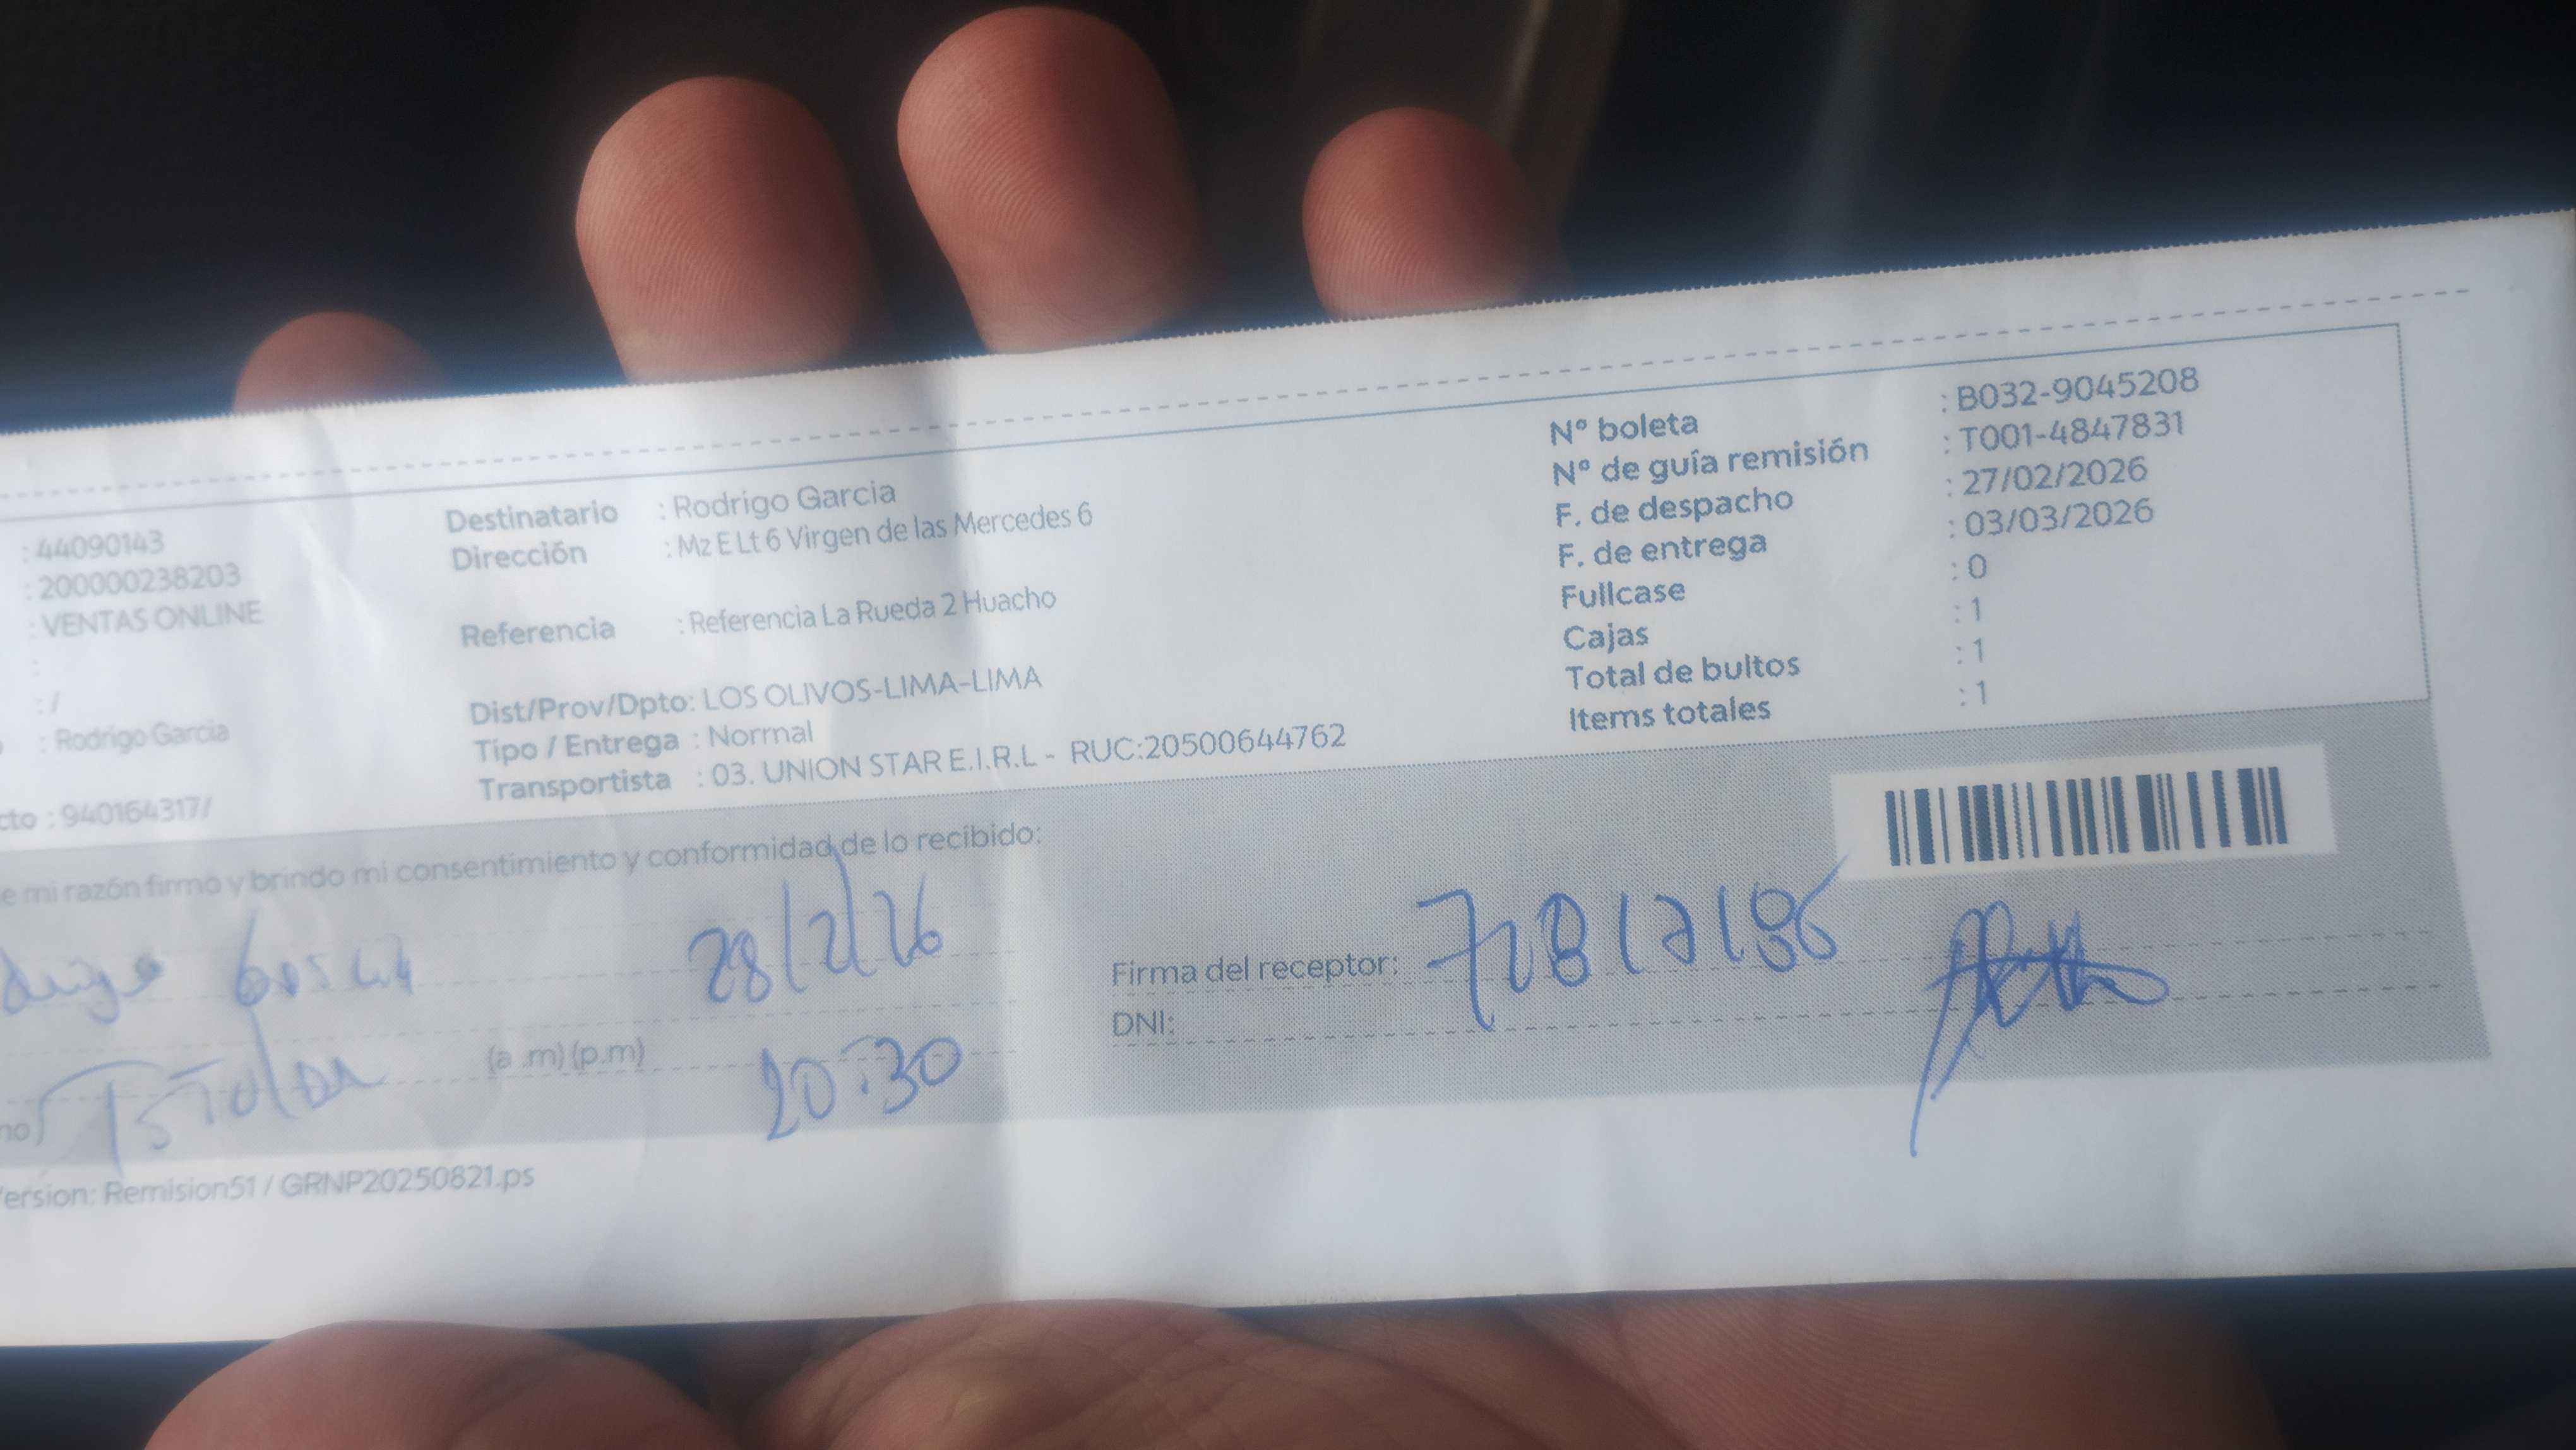 : 44090143
: 200000238203
: VENTAS ONLINE
:
: /
: Rodrigo Garcia
cto : 940164317/
Destinatario : Rodrigo Garcia
Dirección : Mz E Lt 6 Virgen de las Mercedes 6
Referencia : Referencia La Rueda 2 Huacho
Dist/Prov/Dpto: LOS OLIVOS-LIMA-LIMA
Tipo / Entrega : Normal
Transportista : 03. UNION STAR E.I.R.L - RUC:20500644762
Nº boleta : B032-9045208
Nº de guía remisión : T001-4847831
F. de despacho : 27/02/2026
F. de entrega : 03/03/2026
Fullcase : 0
Cajas : 1
Total de bultos : 1
Items totales : 1
e mi razón firmo y brindo mi consentimiento y conformidad de lo recibido:
28/2/26
Firma del receptor:
DNI:
no) (a .m) (p.m) 20:30
ersion: Remision51 / GRNP20250821.ps